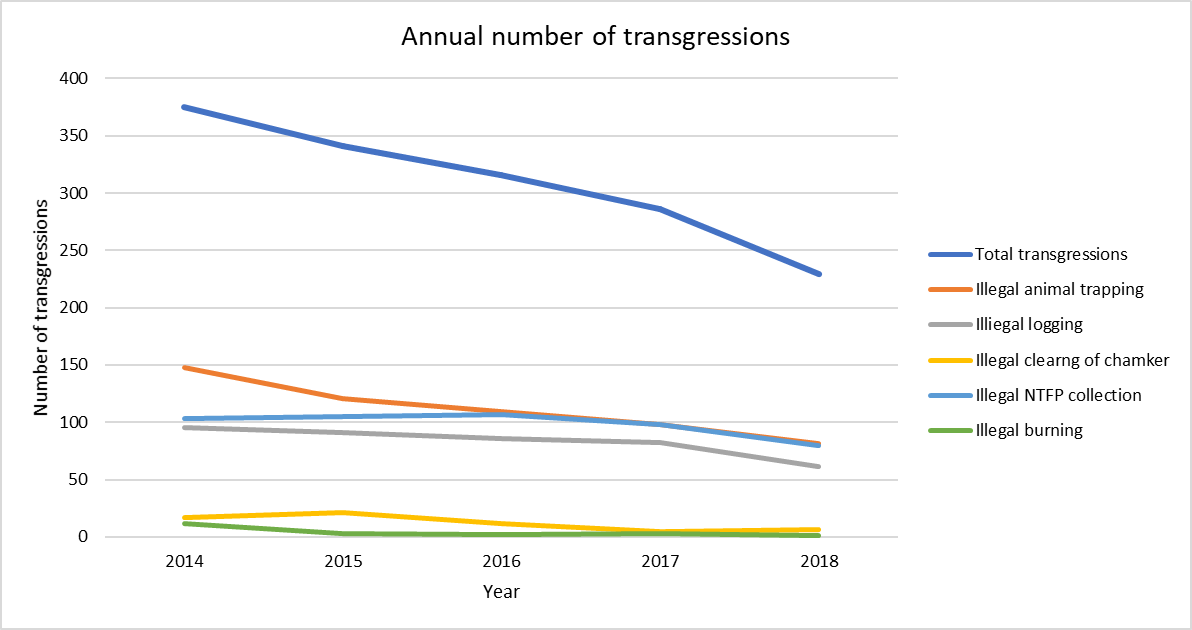 Annual number of transgressions
400
350
300
250
200
150
100
50
0
Number of transgressions
2014 2015 2016 2017 2018
Year
Total transgressions
Illegal animal trapping
Illiegal logging
Illegal clearng of chamker
Illegal NTFP collection
Illegal burning